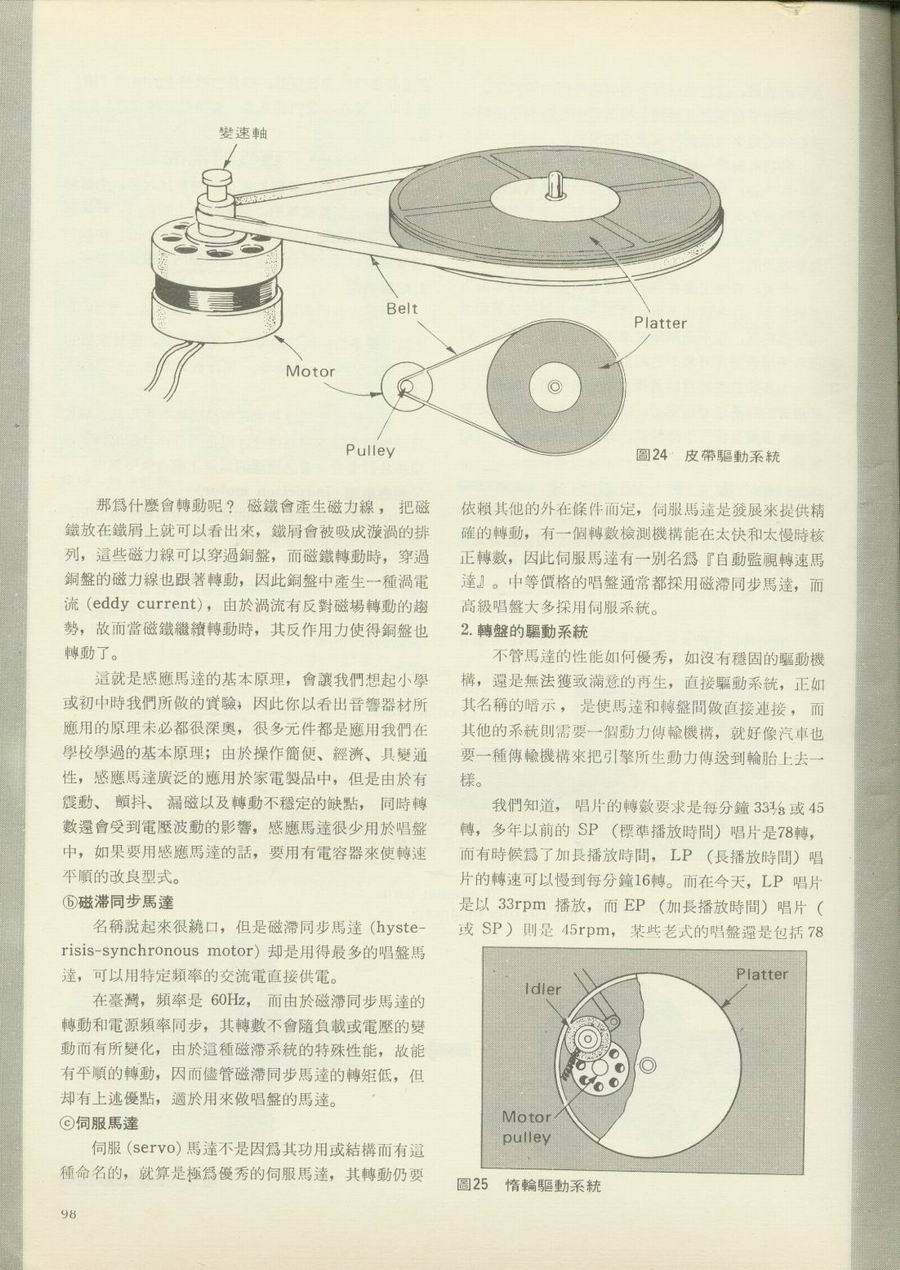 變速軸
Belt
Platter
Motor
Pulley
圖24 皮帶驅動系統
那爲什麼會轉動呢？ 磁鐵會產生磁力線， 把磁
鐵放在鐵屑上就可以看出來，鐵屑會被吸成漩渦的排
列，這些磁力線可以穿過銅盤，而磁鐵轉動時，穿過
銅盤的磁力線也跟著轉動，因此銅盤中產生一種渦電
流 (eddy current)，由於渦流有反對磁場轉動的趨
勢，故而當磁鐵繼續轉動時，其反作用力使得銅盤也
轉動了。
這就是感應馬達的基本原理，會讓我們想起小學
或初中時我們所做的實驗；因此你以看出音響器材所
應用的原理未必都很深奧，很多元件都是應用我們在
學校學過的基本原理；由於操作簡便、經濟、具變通
性，感應馬達廣泛的應用於家電製品中，但是由於有
震動、 顫抖、 漏磁以及轉動不穩定的缺點， 同時轉
數還會受到電壓波動的影響，感應馬達很少用於唱盤
中，如果要用感應馬達的話，要用有電容器來使轉速
平順的改良型式。
ⓑ磁滯同步馬達
名稱說起來很繞口，但是磁滯同步馬達 (hyste-
risis-synchronous motor) 却是用得最多的唱盤馬
達，可以用特定頻率的交流電直接供電。
在臺灣，頻率是 60Hz， 而由於磁滯同步馬達的
轉動和電源頻率同步，其轉數不會隨負載或電壓的變
動而有所變化，由於這種磁滯系統的特殊性能，故能
有平順的轉動，因而儘管磁滯同步馬達的轉矩低，但
却有上述優點，適於用來做唱盤的馬達。
ⓒ伺服馬達
伺服 (servo) 馬達不是因爲其功用或結構而有這
種命名的，就算是極爲優秀的伺服馬達，其轉動仍要
依賴其他的外在條件而定，伺服馬達是發展來提供精
確的轉動，有一個轉數檢測機構能在太快和太慢時核
正轉數，因此伺服馬達有一別名爲『自動監視轉速馬
達』。中等價格的唱盤通常都採用磁滯同步馬達，而
高級唱盤大多採用伺服系統。
2. 轉盤的驅動系統
不管馬達的性能如何優秀，如沒有穩固的驅動機
構，還是無法獲致滿意的再生，直接驅動系統，正如
其名稱的暗示， 是使馬達和轉盤間做直接連接， 而
其他的系統則需要一個動力傳輸機構，就好像汽車也
要一種傳輸機構來把引擎所生動力傳送到輪胎上去一
樣。
我們知道， 唱片的轉數要求是每分鐘 33⅓ 或 45
轉，多年以前的 SP （標準播放時間）唱片是78轉，
而有時候爲了加長播放時間， LP （長播放時間）唱
片的轉速可以慢到每分鐘16轉。而在今天，LP 唱片
是以 33rpm 播放，而 EP （加長播放時間）唱片（
或 SP）則是 45rpm， 某些老式的唱盤還是包括 78
Idler
Platter
Motor
pulley
圖25 惰輪驅動系統
98